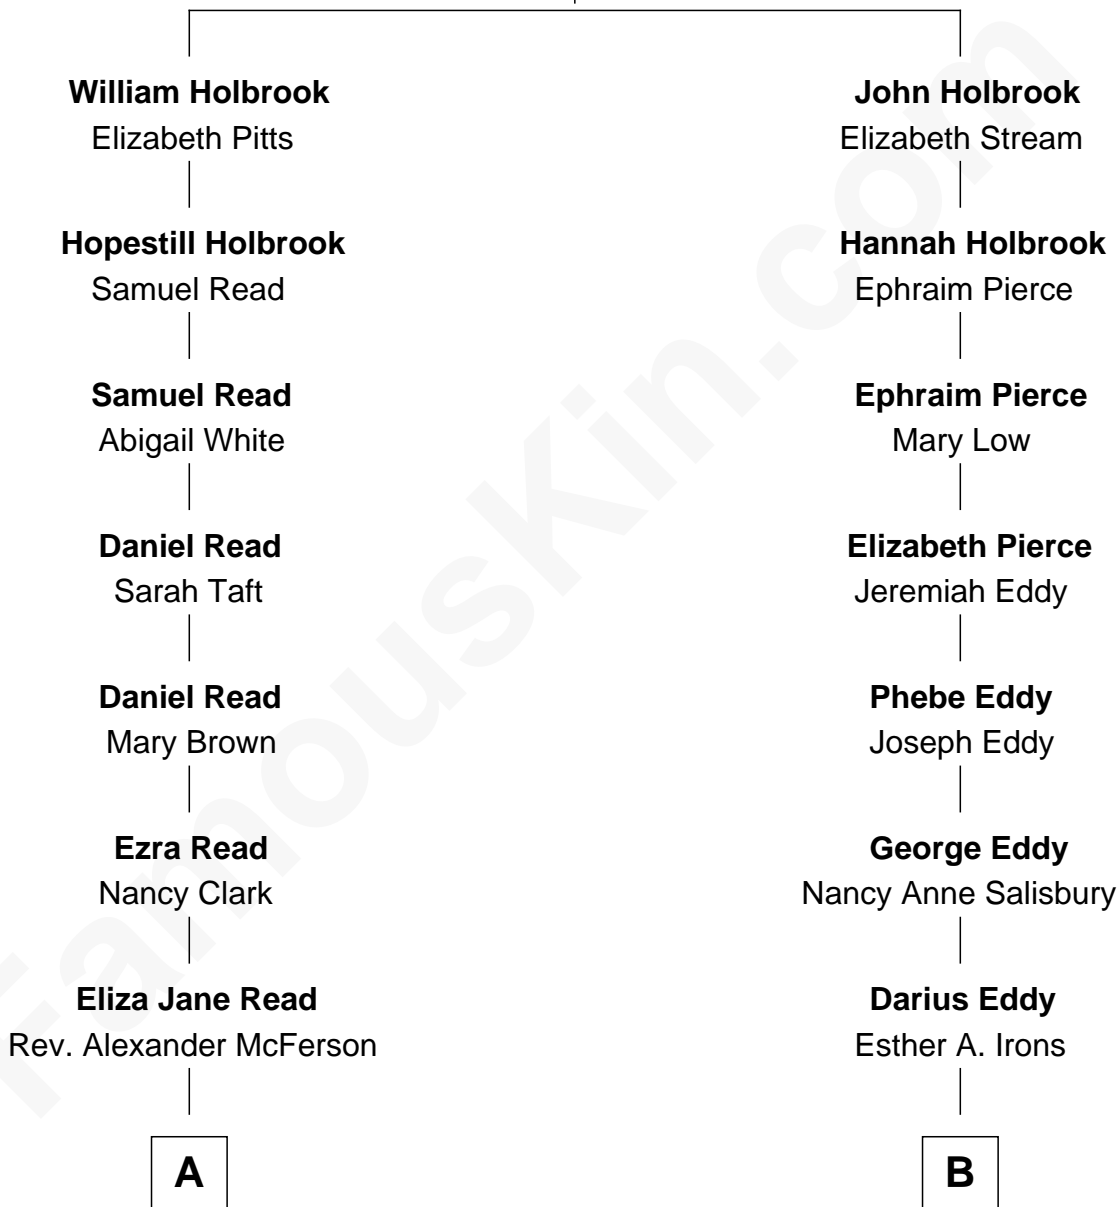 William Holbrook
Elizabeth Pitts
Hopestill Holbrook
Samuel Read
Samuel Read
Abigail White
Daniel Read
Sarah Taft
Daniel Read
Mary Brown
Ezra Read
Nancy Clark
Eliza Jane Read
Rev. Alexander McFerson
A
John Holbrook
Elizabeth Stream
Hannah Holbrook
Ephraim Pierce
Ephraim Pierce
Mary Low
Elizabeth Pierce
Jeremiah Eddy
Phebe Eddy
Joseph Eddy
George Eddy
Nancy Anne Salisbury
Darius Eddy
Esther A. Irons
B
FamousKin.com